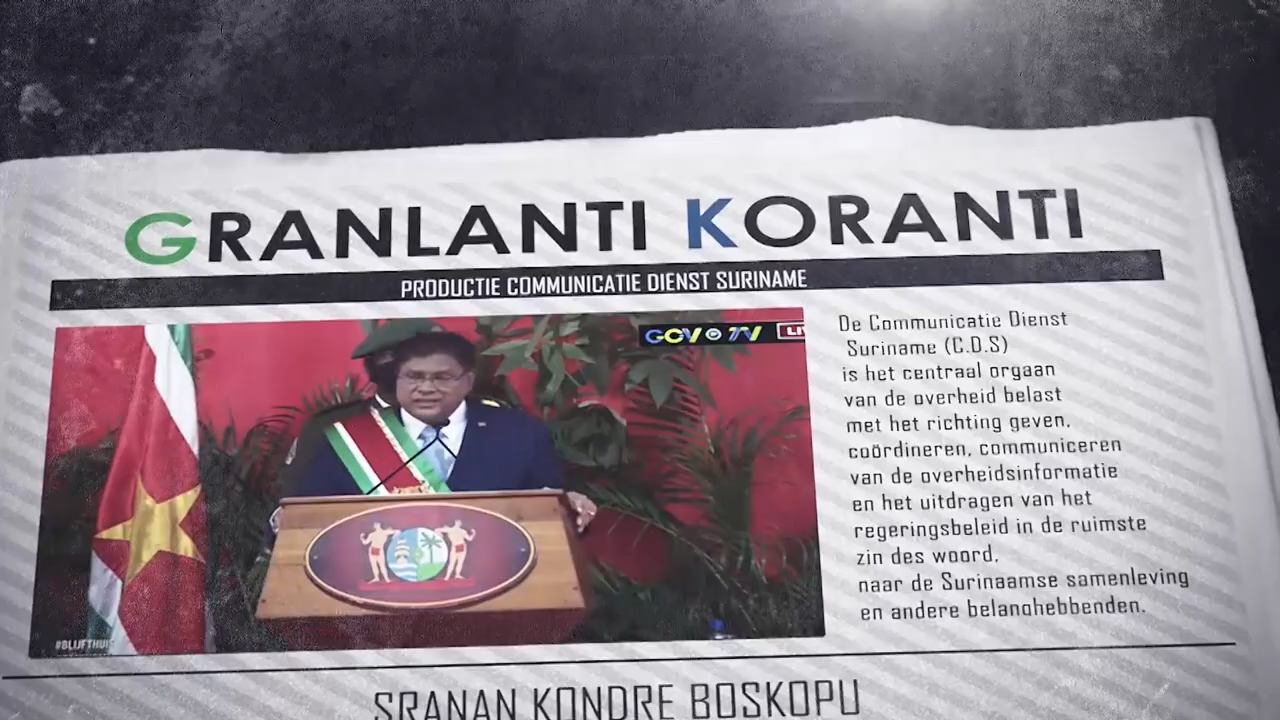 GRANLANTI KORANTI
PRODUCTIE COMMUNICATIE DIENST SURINAME
GOV TV LIV
De Communicatie Dienst
Suriname (C.D.S)
is het centraal orgaan
van de overheid belast
met het richting geven,
coördineren, communiceren
van de overheidsinformatie
en het uitdragen van het
regeringsbeleid in de ruimste
zin des woord,
naar de Surinaamse samenleving
en andere belanghebbenden.
#BLIJFTHUIS
SRANAN KONDRE BOSKOPU